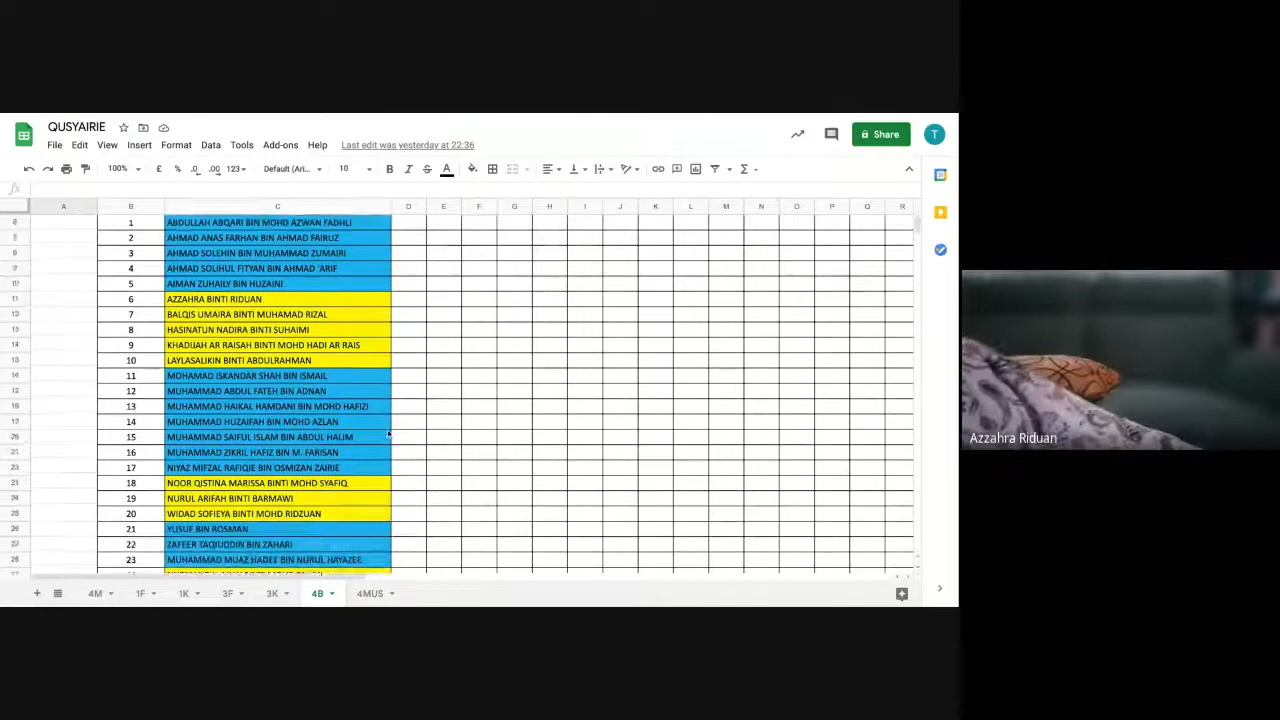 QUSYAIRIE
File Edit View Insert Format Data Tools Add-ons Help Last edit was yesterday at 22:36
Share
T
100% £ % .0 .00 123 Default (Ari... 10 B I S A Σ
fx
A B C D E F G H I J K L M N O P Q R
1 ABDULLAH ABQARI BIN MOHD AZWAN FADHLI
2 AHMAD ANAS FARHAN BIN AHMAD FAIRUZ
3 AHMAD SOLEHIN BIN MUHAMMAD ZUMAIRI
4 AHMAD SOLIHUL FITYAN BIN AHMAD 'ARIF
5 AIMAN ZUHAILY BIN HUZAINI
6 AZZAHRA BINTI RIDUAN
7 BALQIS UMAIRA BINTI MUHAMAD RIZAL
8 HASINATUN NADIRA BINTI SUHAIMI
9 KHADIJAH AR RAISAH BINTI MOHD HADI AR RAIS
10 LAYLASALIKIN BINTI ABDULRAHMAN
11 MOHAMAD ISKANDAR SHAH BIN ISMAIL
12 MUHAMMAD ABDUL FATEH BIN ADNAN
13 MUHAMMAD HAIKAL HAMDANI BIN MOHD HAFIZI
14 MUHAMMAD HUZAIFAH BIN MOHD AZLAN
15 MUHAMMAD SAIFUL ISLAM BIN ABDUL HALIM
16 MUHAMMAD ZIKRIL HAFIZ BIN M. FARISAN
17 NIYAZ MIFZAL RAFIQIE BIN OSMIZAN ZAIRIE
18 NOOR QISTINA MARISSA BINTI MOHD SYAFIQ
19 NURUL ARIFAH BINTI BARMAWI
20 WIDAD SOFIEYA BINTI MOHD RIDZUAN
21 YUSUF BIN ROSMAN
22 ZAFEER TAQIUDDIN BIN ZAHARI
23 MUHAMMAD MUAZ HADEE BIN NURUL HAYAZEE
4M 1F 1K 3F 3K 4B 4MUS
Azzahra Riduan